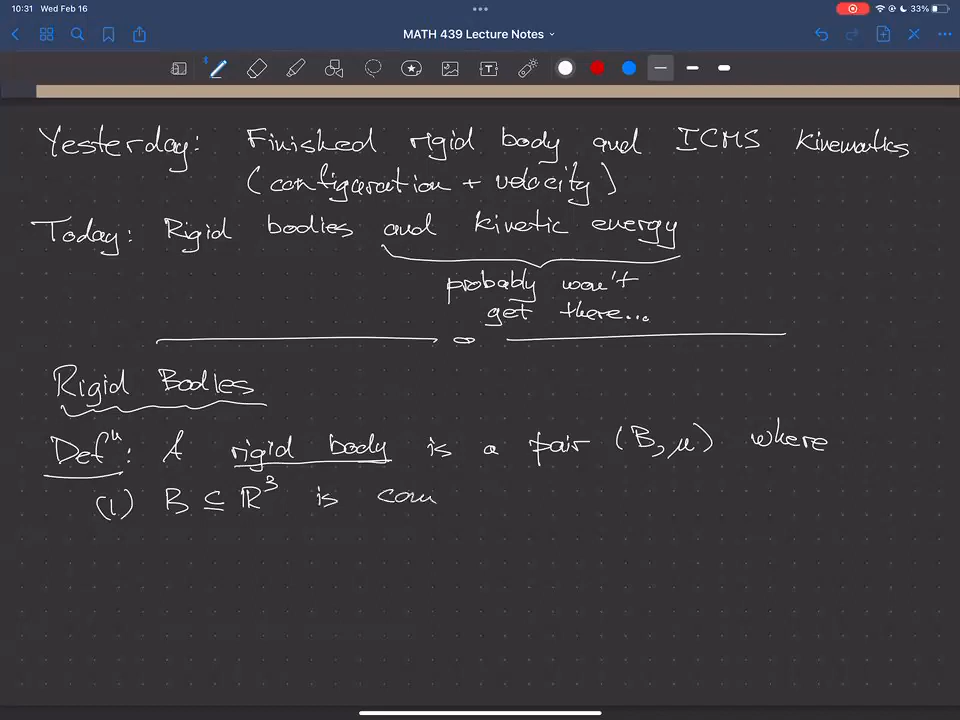 10:31 Wed Feb 16
33%
MATH 439 Lecture Notes
Yesterday: Finished rigid body and ICMS kinematics
(configuration + velocity)
Today: Rigid bodies and kinetic energy
probably won't
get there...
Rigid Bodies
Defⁿ: A rigid body is a pair (B, μ) where
(1) B ⊆ ℝ³ is com